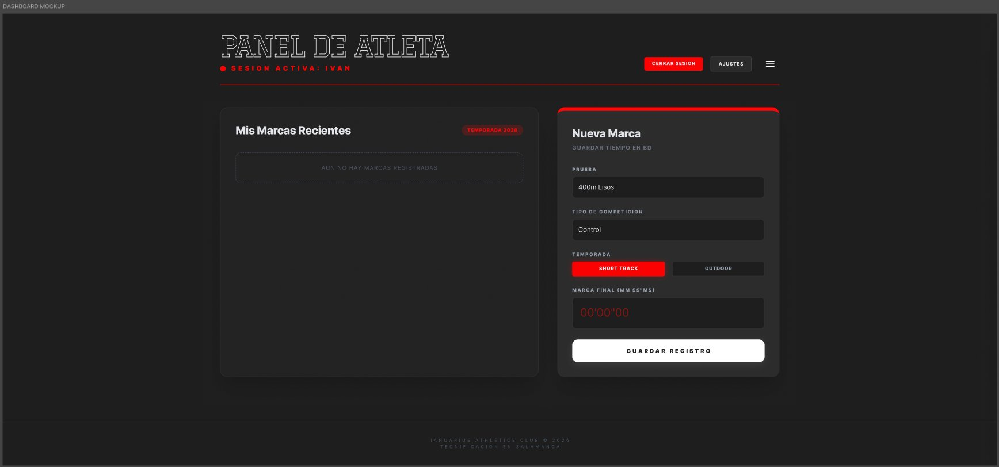 DASHBOARD MOCKUP
PANEL DE ATLETA
SESION ACTIVA: IVAN
CERRAR SESION
AJUSTES
Mis Marcas Recientes
TEMPORADA 2026
AUN NO HAY MARCAS REGISTRADAS
Nueva Marca
GUARDAR TIEMPO EN BD
PRUEBA
400m Lisos
TIPO DE COMPETICION
Control
TEMPORADA
SHORT TRACK
OUTDOOR
MARCA FINAL (MM'SS"MS)
00'00"00
GUARDAR REGISTRO
IANUARIUS ATHLETICS CLUB © 2026
TECNIFICACION EN SALAMANCA